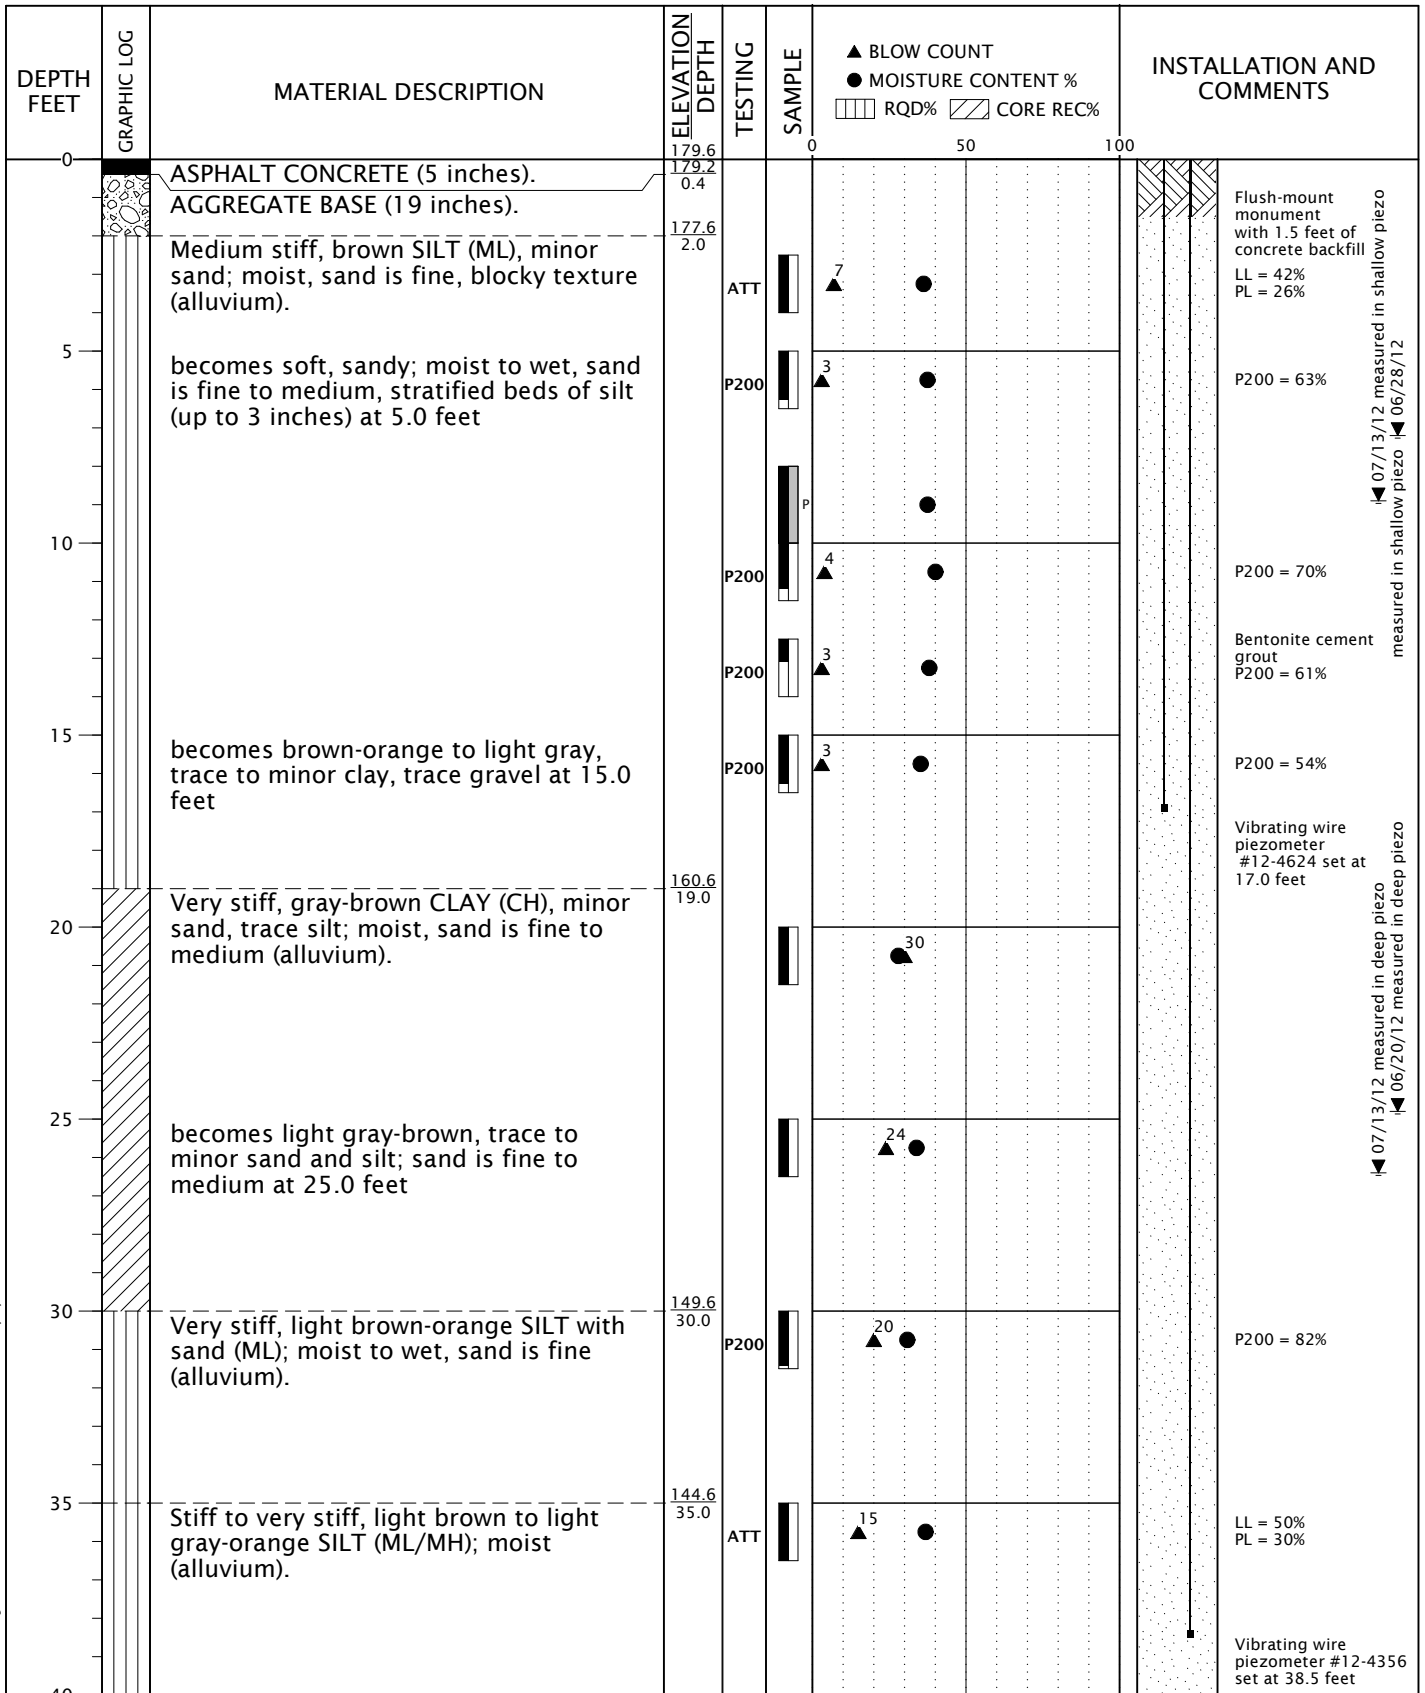 DEPTH
FEET
GRAPHIC LOG
MATERIAL DESCRIPTION
ELEVATION
DEPTH
TESTING
SAMPLE
▲ BLOW COUNT
● MOISTURE CONTENT %
RQD% CORE REC%
INSTALLATION AND
COMMENTS
0 50 100
179.6
0
ASPHALT CONCRETE (5 inches).
179.2
0.4
AGGREGATE BASE (19 inches).
Flush-mount
monument
with 1.5 feet of
concrete backfill
177.6
2.0
Medium stiff, brown SILT (ML), minor
sand; moist, sand is fine, blocky texture
(alluvium).
ATT
7
LL = 42%
PL = 26%
5
becomes soft, sandy; moist to wet, sand
is fine to medium, stratified beds of silt
(up to 3 inches) at 5.0 feet
P200
3
P200 = 63%
07/13/12 measured in shallow piezo
06/28/12
measured in shallow piezo
P
10
P200
4
P200 = 70%
P200
3
Bentonite cement
grout
P200 = 61%
15
becomes brown-orange to light gray,
trace to minor clay, trace gravel at 15.0
feet
P200
3
P200 = 54%
Vibrating wire
piezometer
#12-4624 set at
17.0 feet
160.6
19.0
Very stiff, gray-brown CLAY (CH), minor
sand, trace silt; moist, sand is fine to
medium (alluvium).
20
30
07/13/12 measured in deep piezo
06/20/12 measured in deep piezo
25
becomes light gray-brown, trace to
minor sand and silt; sand is fine to
medium at 25.0 feet
24
30
149.6
30.0
Very stiff, light brown-orange SILT with
sand (ML); moist to wet, sand is fine
(alluvium).
P200
20
P200 = 82%
35
144.6
35.0
Stiff to very stiff, light brown to light
gray-orange SILT (ML/MH); moist
(alluvium).
ATT
15
LL = 50%
PL = 30%
Vibrating wire
piezometer #12-4356
set at 38.5 feet
40